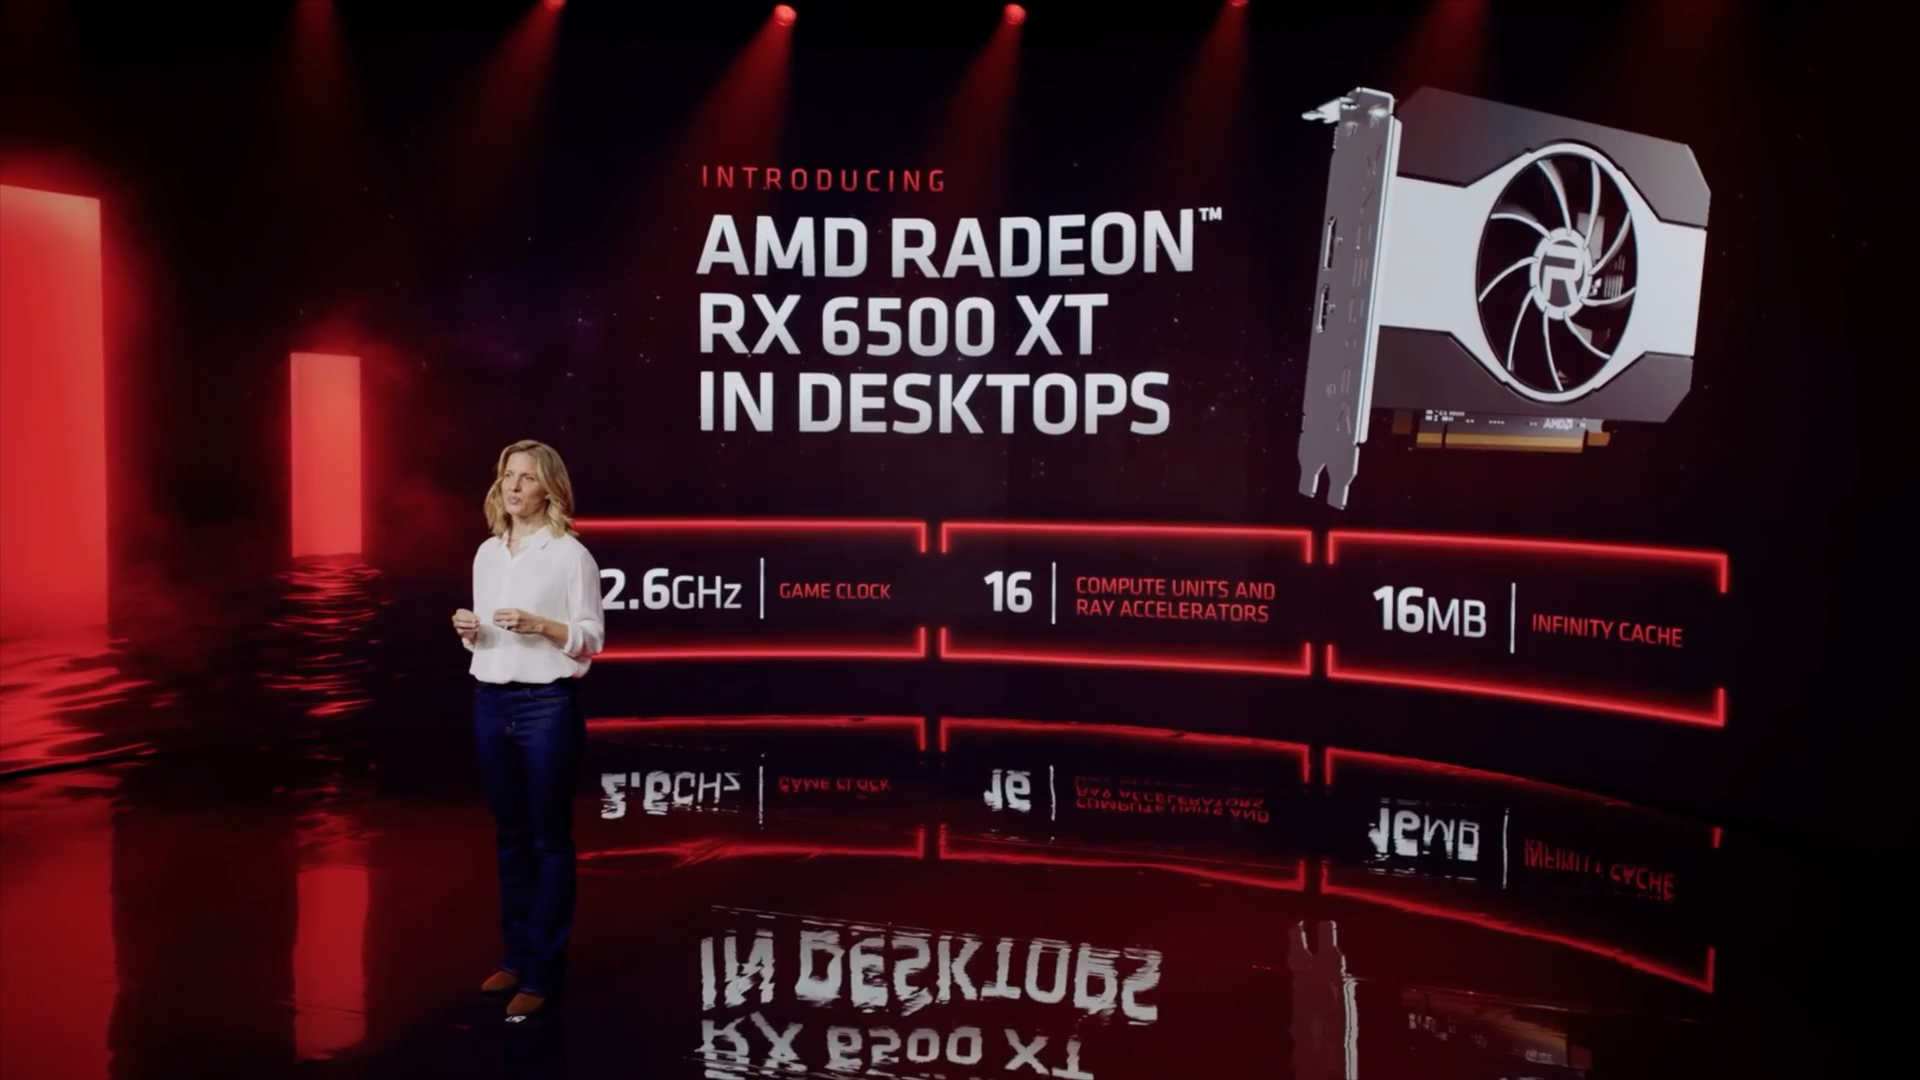 INTRODUCING
AMD RADEON™
RX 6500 XT
IN DESKTOPS
2.6GHz | GAME CLOCK
16 | COMPUTE UNITS AND
RAY ACCELERATORS
16MB | INFINITY CACHE
R
AMD